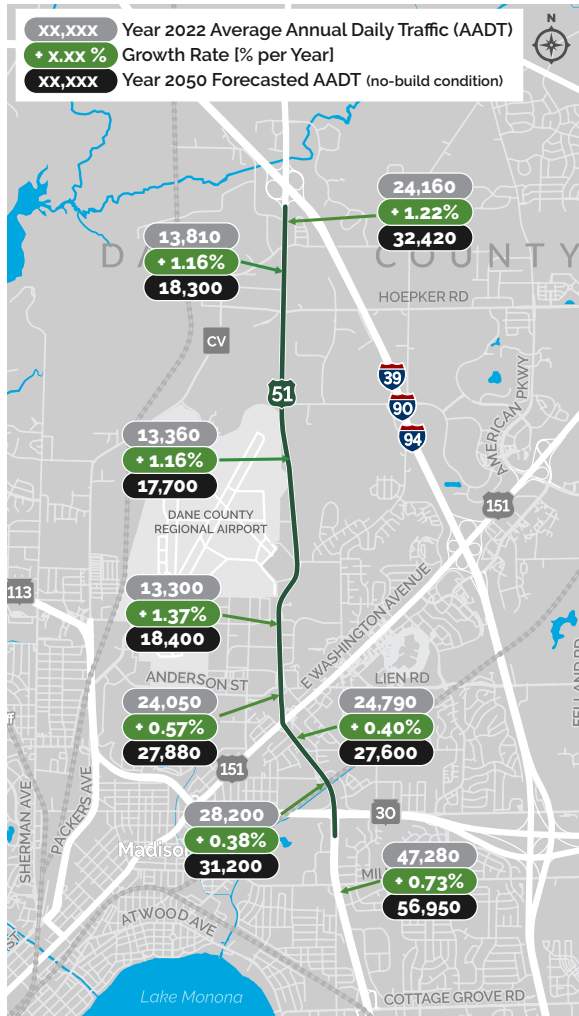 xx,xxx Year 2022 Average Annual Daily Traffic (AADT)
+ x.xx % Growth Rate [% per Year]
xx,xxx Year 2050 Forecasted AADT (no-build condition)
N
24,160
+ 1.22%
32,420
13,810
+ 1.16%
18,300
COUNTY
HOEPKER RD
CV
39
51
90
94
AMERICAN PKWY
13,360
+ 1.16%
17,700
151
DANE COUNTY
REGIONAL AIRPORT
113
13,300
+ 1.37%
18,400
E WASHINGTON AVENUE
ANDERSON ST
LIEN RD
24,050
+ 0.57%
27,880
24,790
+ 0.40%
27,600
151
SHERMAN AVE
PACKERS AVE
28,200
+ 0.38%
31,200
30
Madiso
47,280
+ 0.73%
56,950
ATWOOD AVE
Lake Monona
COTTAGE GROVE RD